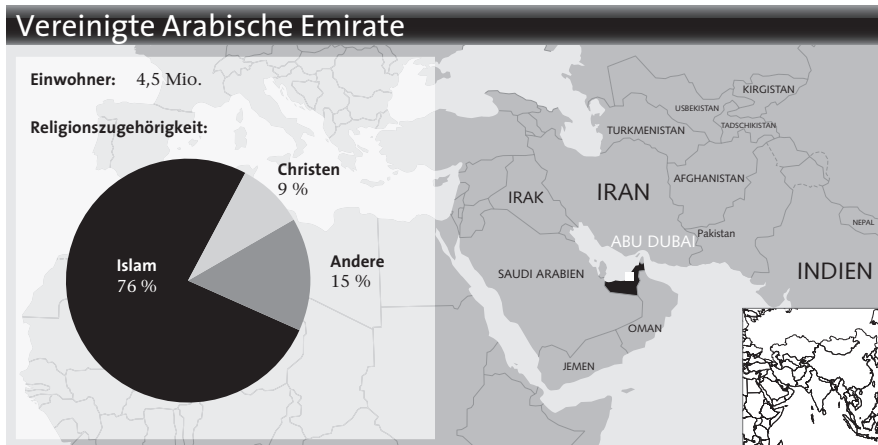 Vereinigte Arabische Emirate
Einwohner: 4,5 Mio.
Religionszugehörigkeit:
Christen
9 %
Andere
15 %
Islam
76 %
KIRGISTAN
USBEKISTAN
TADSCHIKISTAN
TURKMENISTAN
AFGHANISTAN
IRAK
IRAN
NEPAL
Pakistan
ABU DUBAI
SAUDI ARABIEN
INDIEN
OMAN
JEMEN